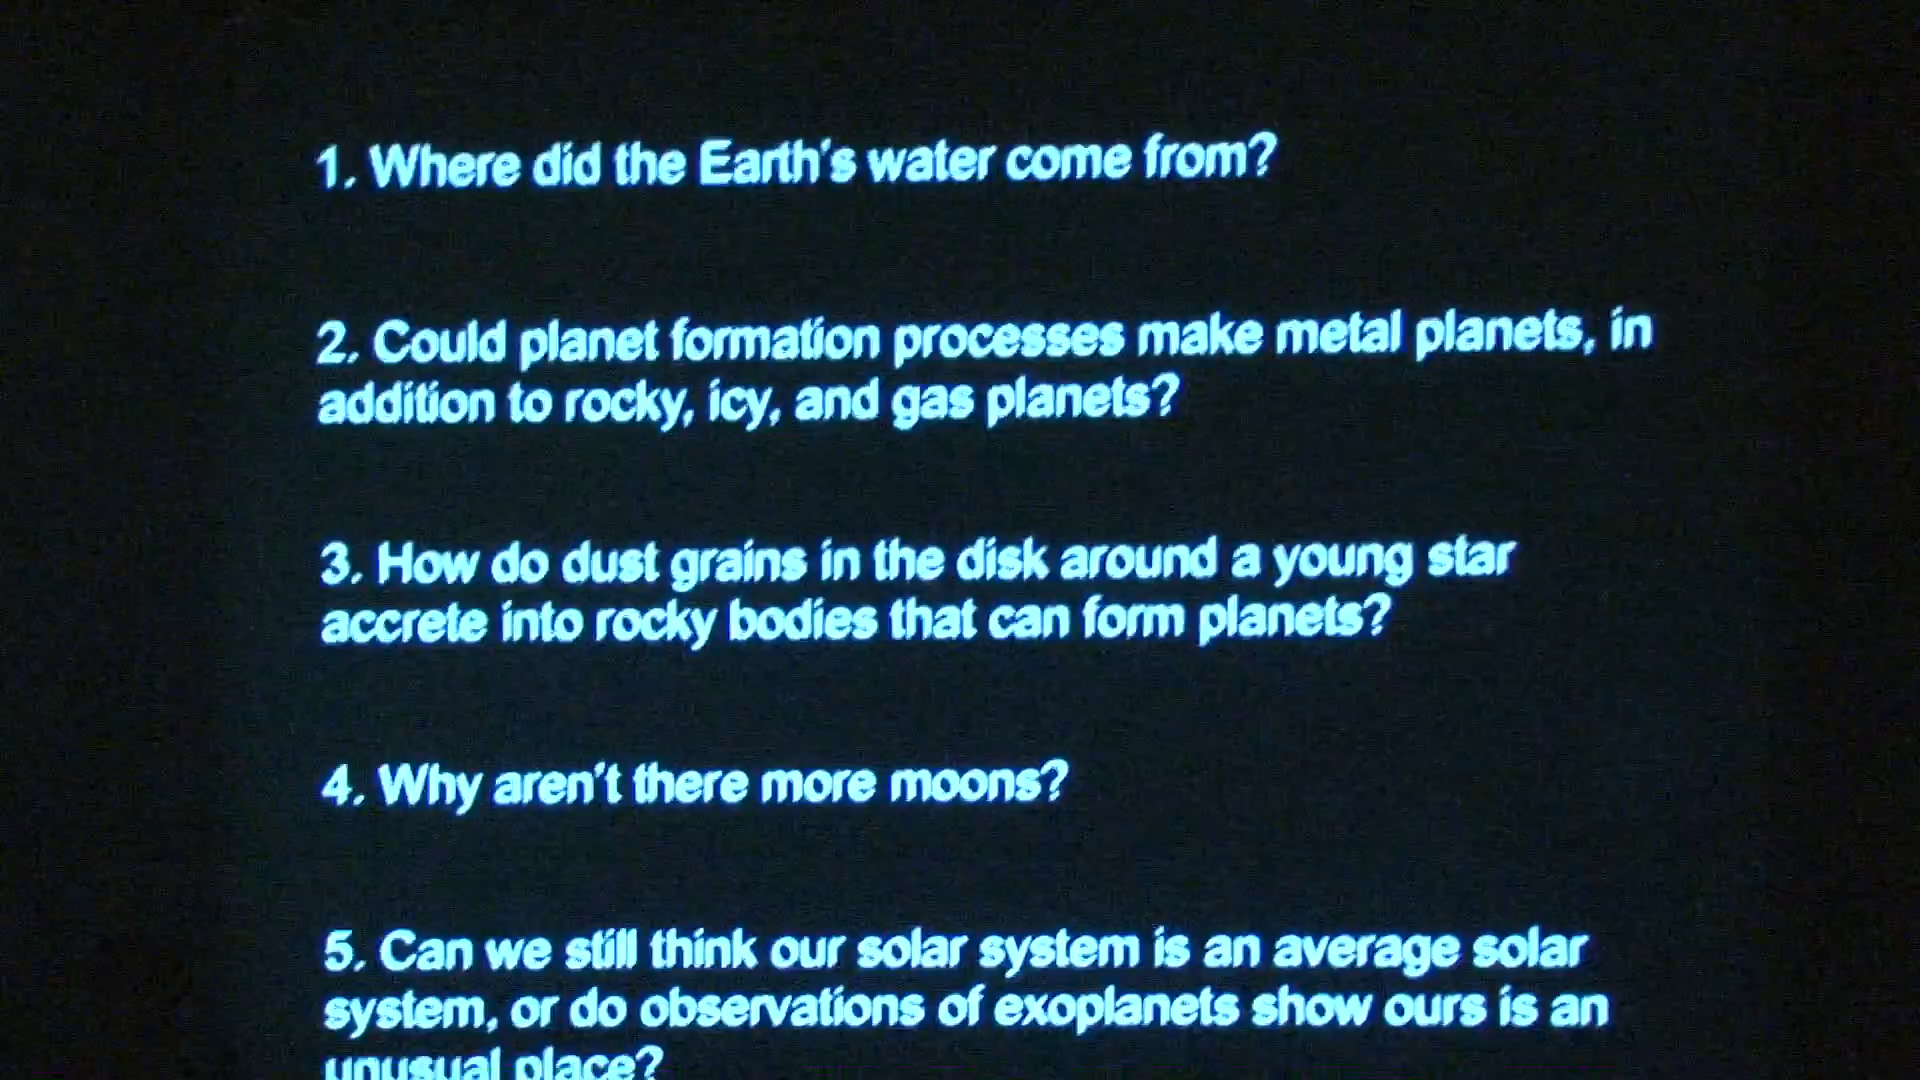 1. Where did the Earth's water come from?
2. Could planet formation processes make metal planets, in
addition to rocky, icy, and gas planets?
3. How do dust grains in the disk around a young star
accrete into rocky bodies that can form planets?
4. Why aren't there more moons?
5. Can we still think our solar system is an average solar
system, or do observations of exoplanets show ours is an
unusual place?